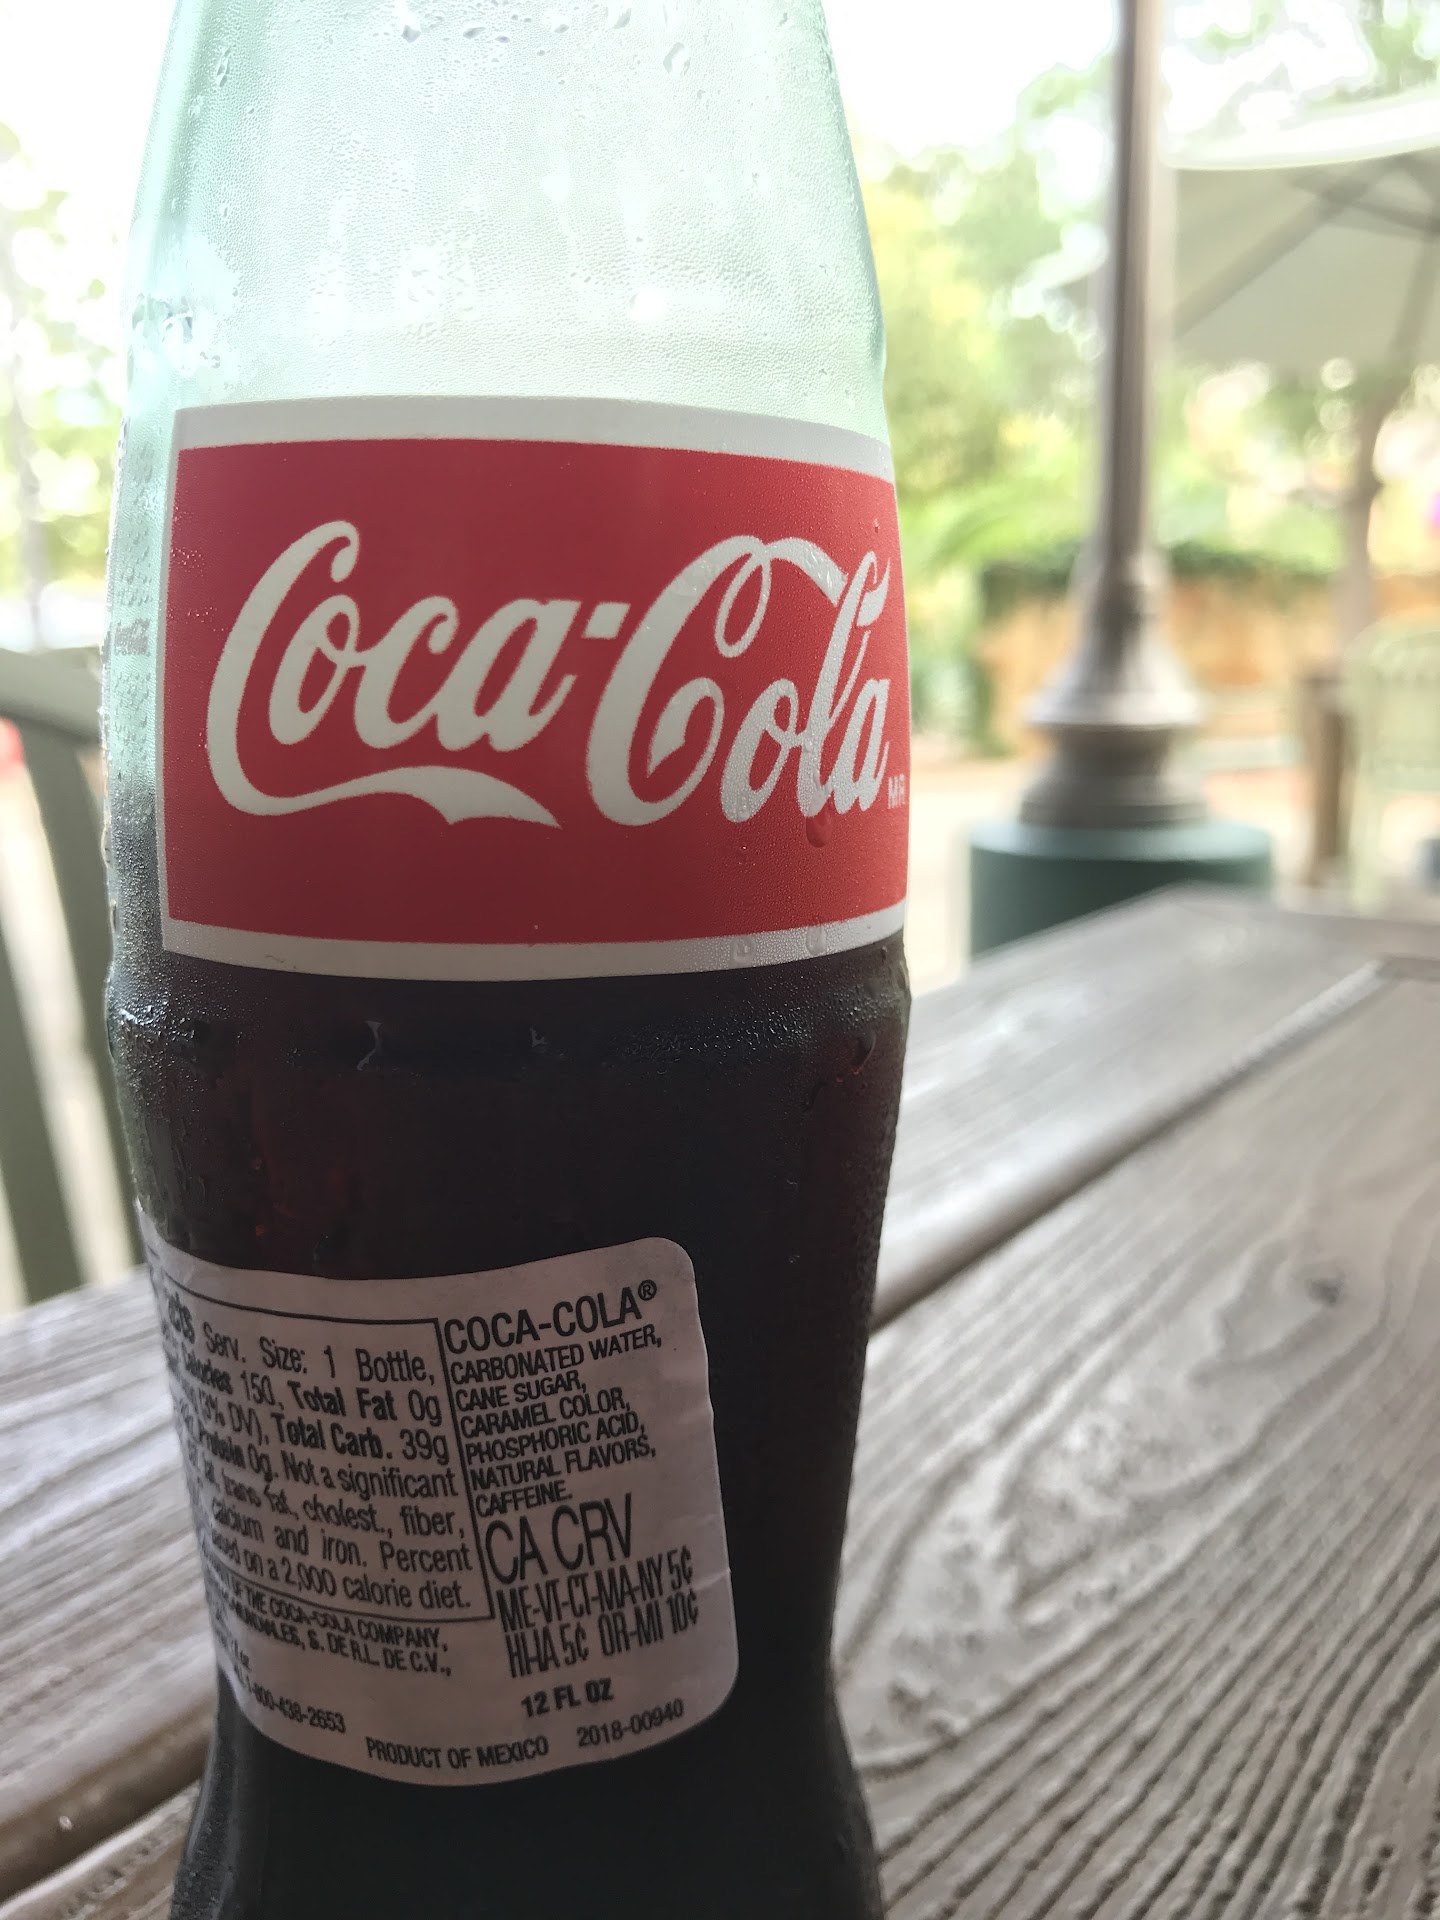 Coca-Cola
MR
Serv. Size: 1 Bottle,
Calories 150, Total Fat 0g
(3% DV), Total Carb. 39g
Protein 0g. Not a significant
trans fat, cholest., fiber,
calcium and iron. Percent
on a 2,000 calorie diet.
OF THE COCA-COLA COMPANY,
S. DE R.L. DE C.V.,
1-800-438-2653
COCA-COLA®
CARBONATED WATER,
CANE SUGAR,
CARAMEL COLOR,
PHOSPHORIC ACID,
NATURAL FLAVORS,
CAFFEINE.
CA CRV
ME-VT-CT-MA-NY 5¢
HI-IA 5¢ OR-MI 10¢
12 FL OZ
PRODUCT OF MEXICO 2018-00940